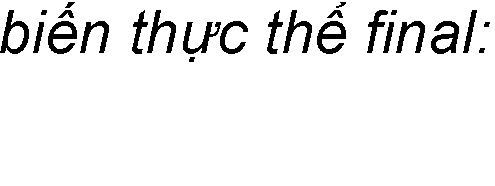 biến thực thể final: